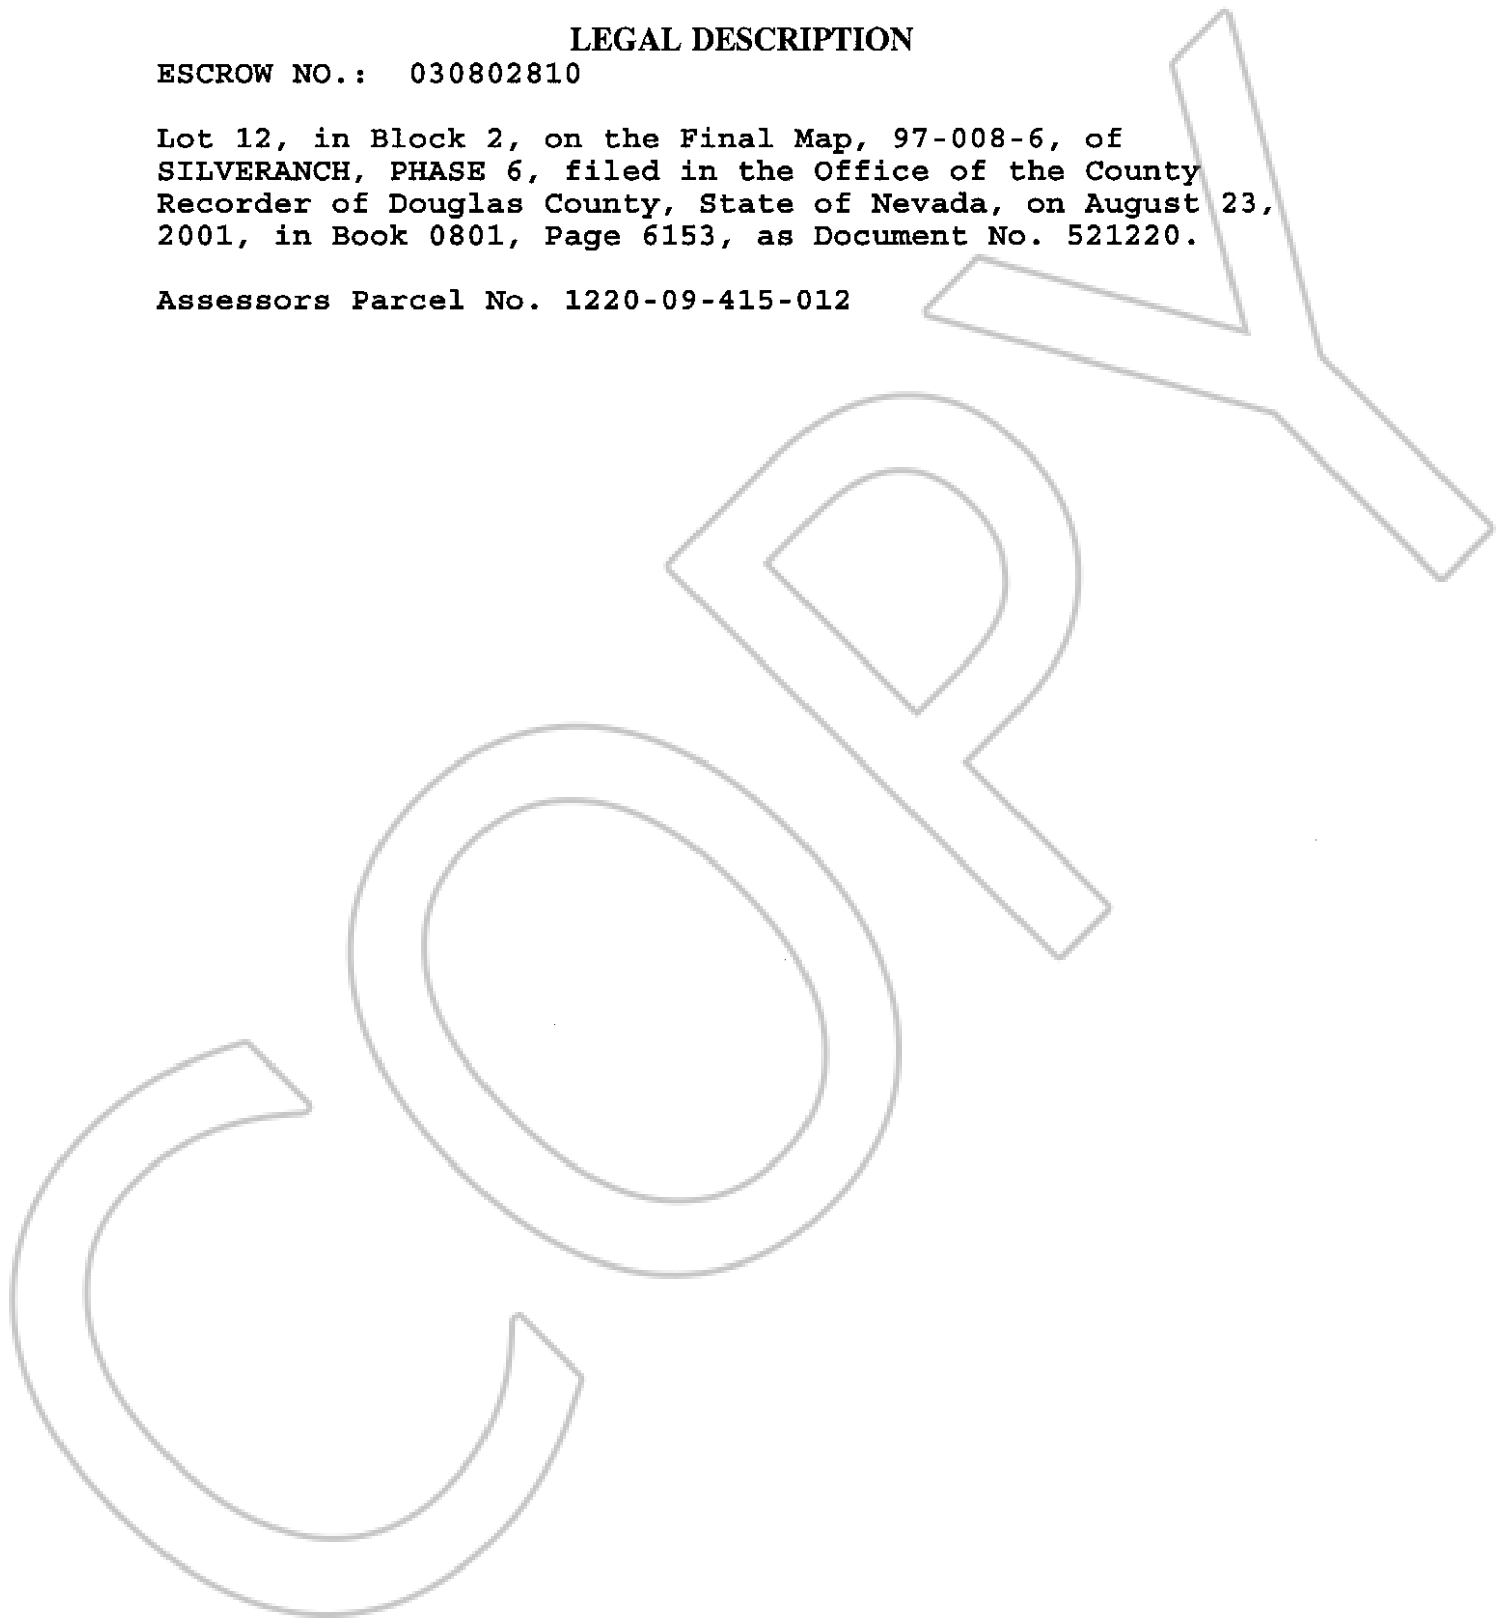 LEGAL DESCRIPTION
ESCROW NO.: 030802810
Lot 12, in Block 2, on the Final Map, 97-008-6, of
SILVERANCH, PHASE 6, filed in the Office of the County
Recorder of Douglas County, State of Nevada, on August 23,
2001, in Book 0801, Page 6153, as Document No. 521220.
Assessors Parcel No. 1220-09-415-012
COPY